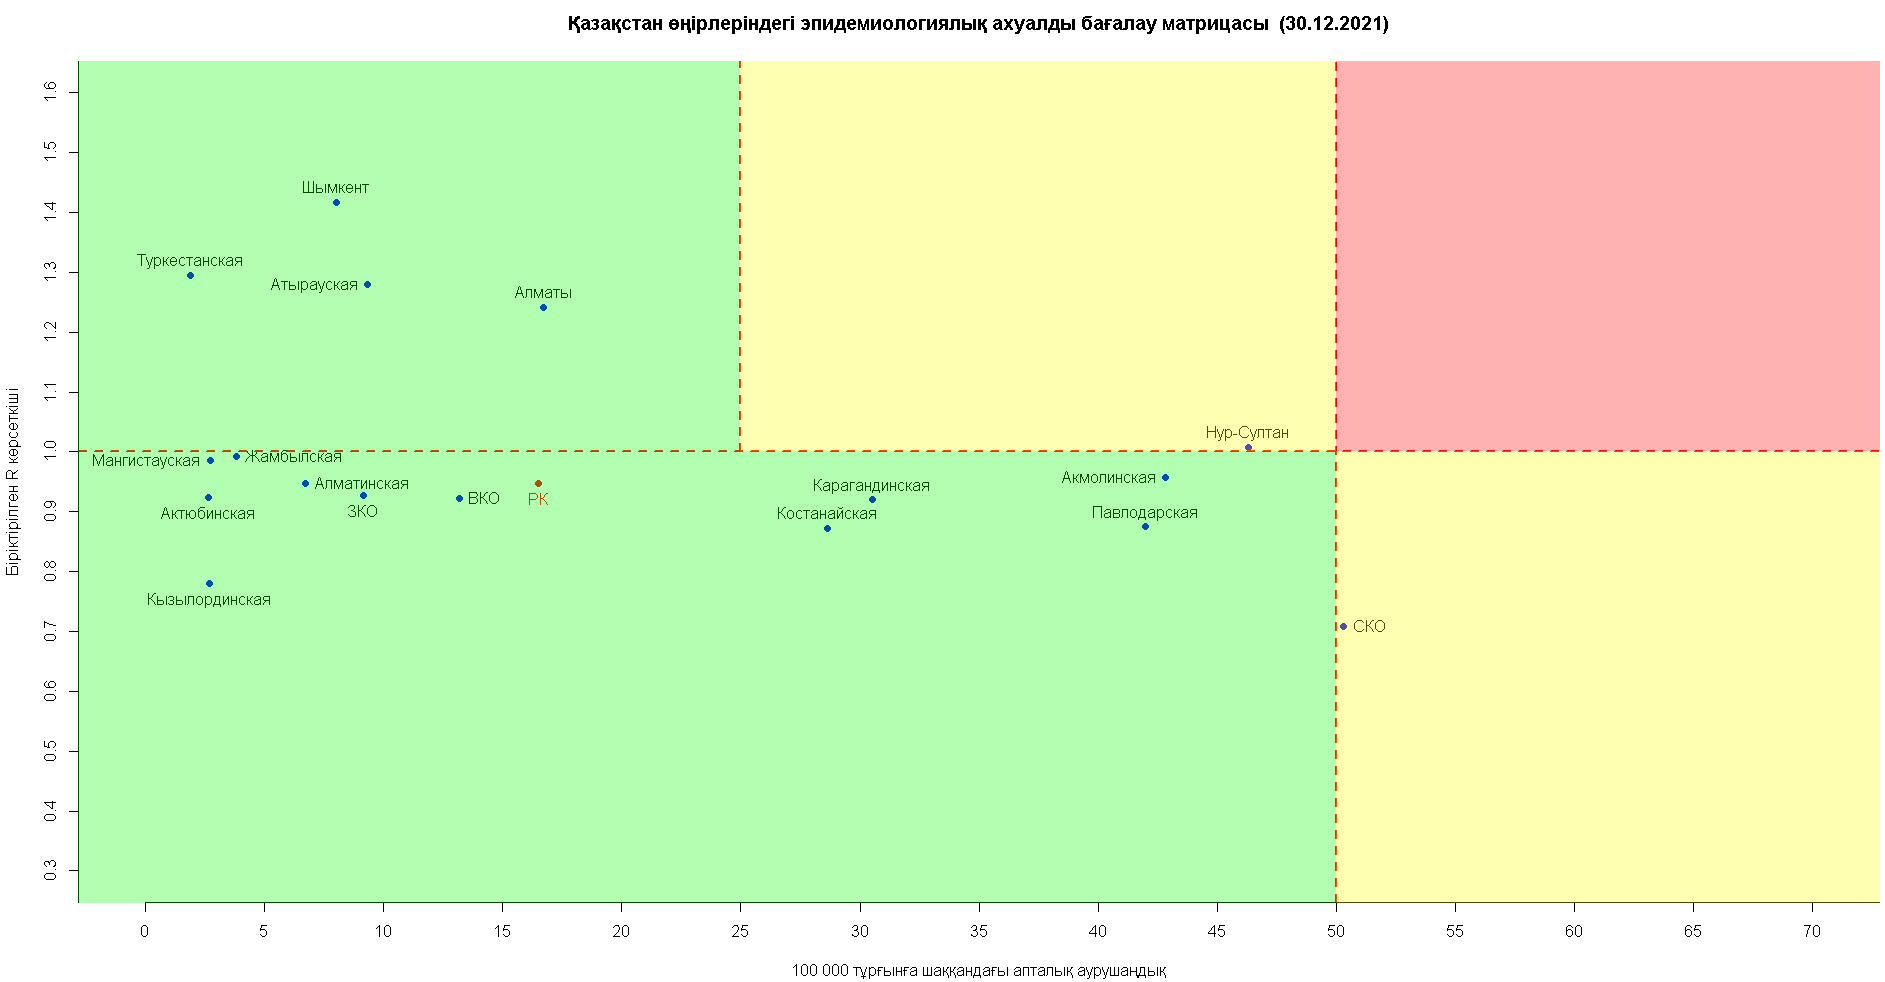 Қазақстан өңірлеріндегі эпидемиологиялық ахуалды бағалау матрицасы (30.12.2021)
Біріктірілген R көрсеткіші
1.6
1.5
1.4
1.3
1.2
1.1
1.0
0.9
0.8
0.7
0.6
0.5
0.4
0.3
Шымкент
Туркестанская
Атырауская
Алматы
Нур-Султан
Мангистауская
Жамбылская
Алматинская
Актюбинская
ЗКО
ВКО
РК
Карагандинская
Костанайская
Акмолинская
Павлодарская
Кызылординская
СКО
0 5 10 15 20 25 30 35 40 45 50 55 60 65 70
100 000 тұрғынға шаққандағы апталық аурушаңдық